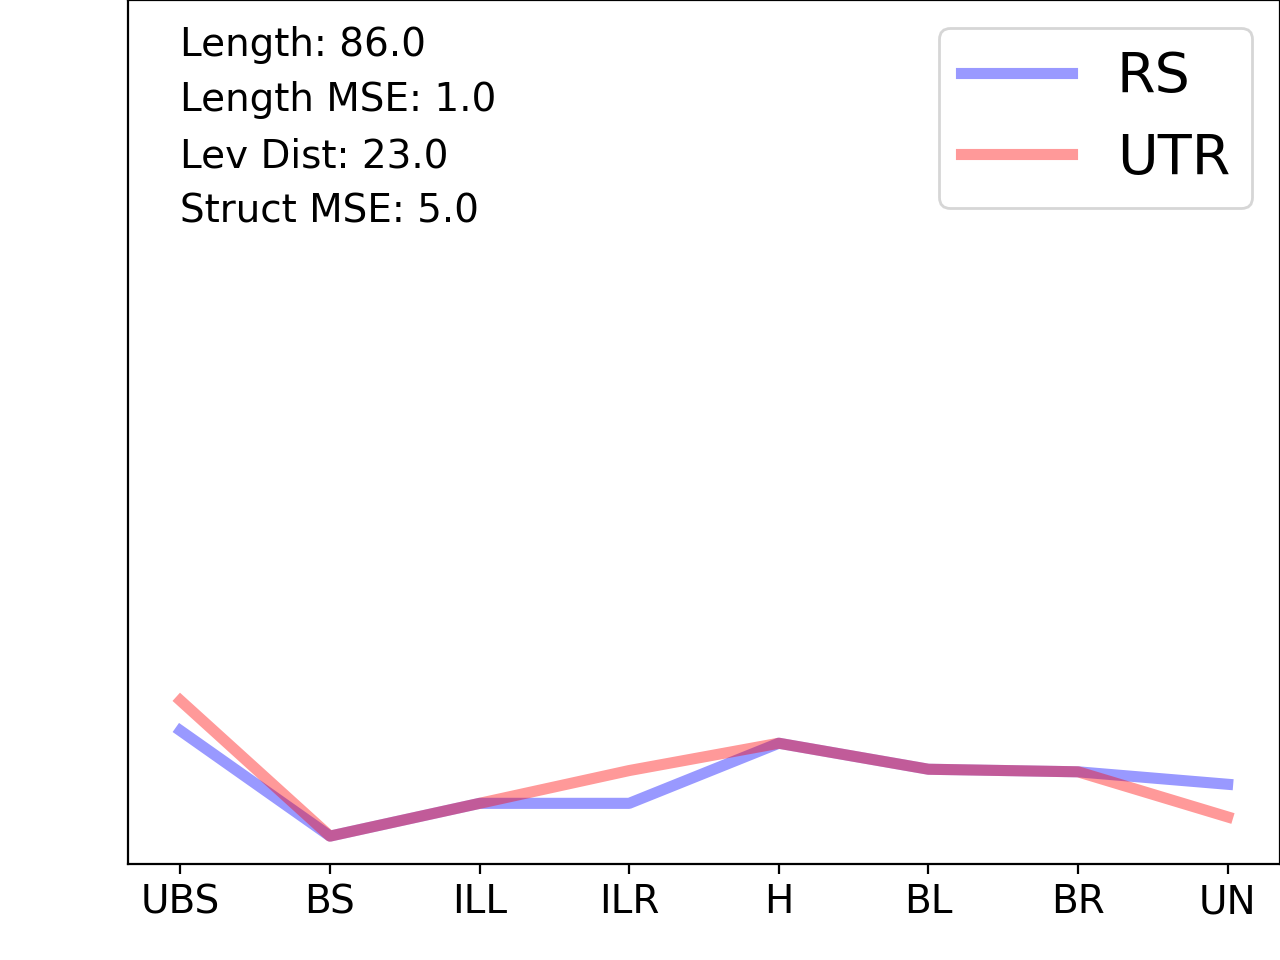 Length: 86.0
Length MSE: 1.0
Lev Dist: 23.0
Struct MSE: 5.0
RS
UTR
UBS BS ILL ILR H BL BR UN